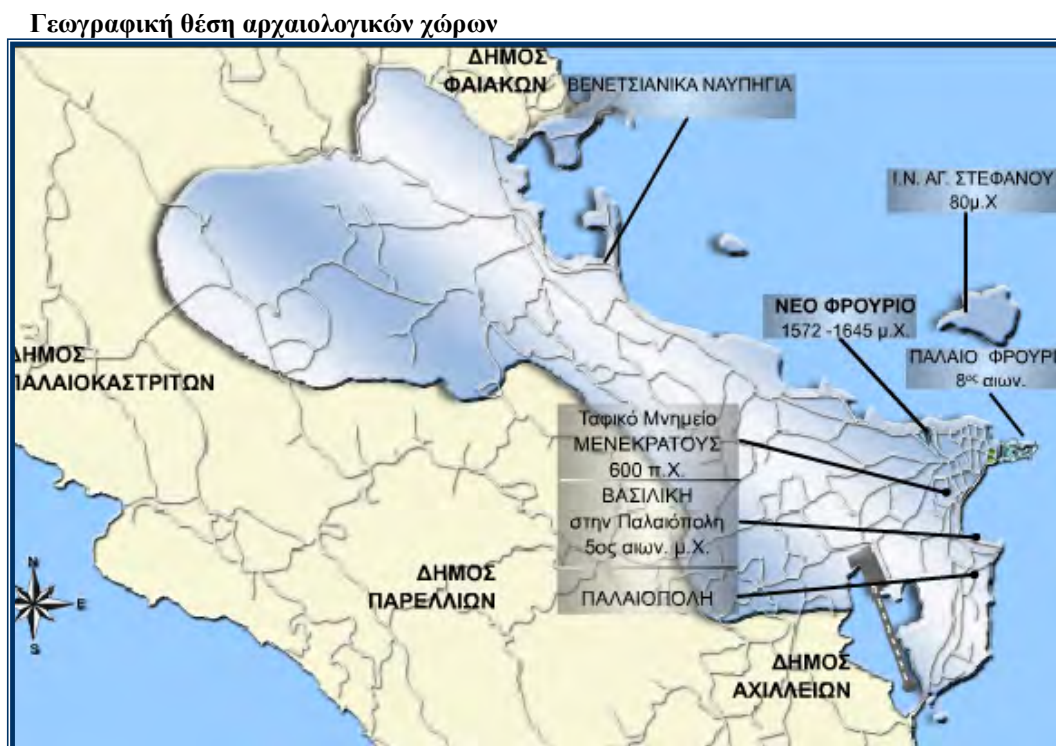 Γεωγραφική θέση αρχαιολογικών χώρων
ΔΗΜΟΣ
ΦΑΙΑΚΩΝ
ΒΕΝΕΤΣΙΑΝΙΚΑ ΝΑΥΠΗΓΙΑ
Ι.Ν. ΑΓ. ΣΤΕΦΑΝΟΥ
80μ.Χ
ΝΕΟ ΦΡΟΥΡΙΟ
1572 -1645 μ.Χ.
ΠΑΛΑΙΟ ΦΡΟΥΡΙ
8ος αιων.
ΔΗΜΟΣ
ΠΑΛΑΙΟΚΑΣΤΡΙΤΩΝ
Ταφικό Μνημείο
ΜΕΝΕΚΡΑΤΟΥΣ
600 π.Χ.
ΒΑΣΙΛΙΚΗ
στην Παλαιόπολη
5ος αιων. μ.Χ.
ΠΑΛΑΙΟΠΟΛΗ
ΔΗΜΟΣ
ΠΑΡΕΛΛΙΩΝ
ΔΗΜΟΣ
ΑΧΙΛΛΕΙΩΝ
N
E
S